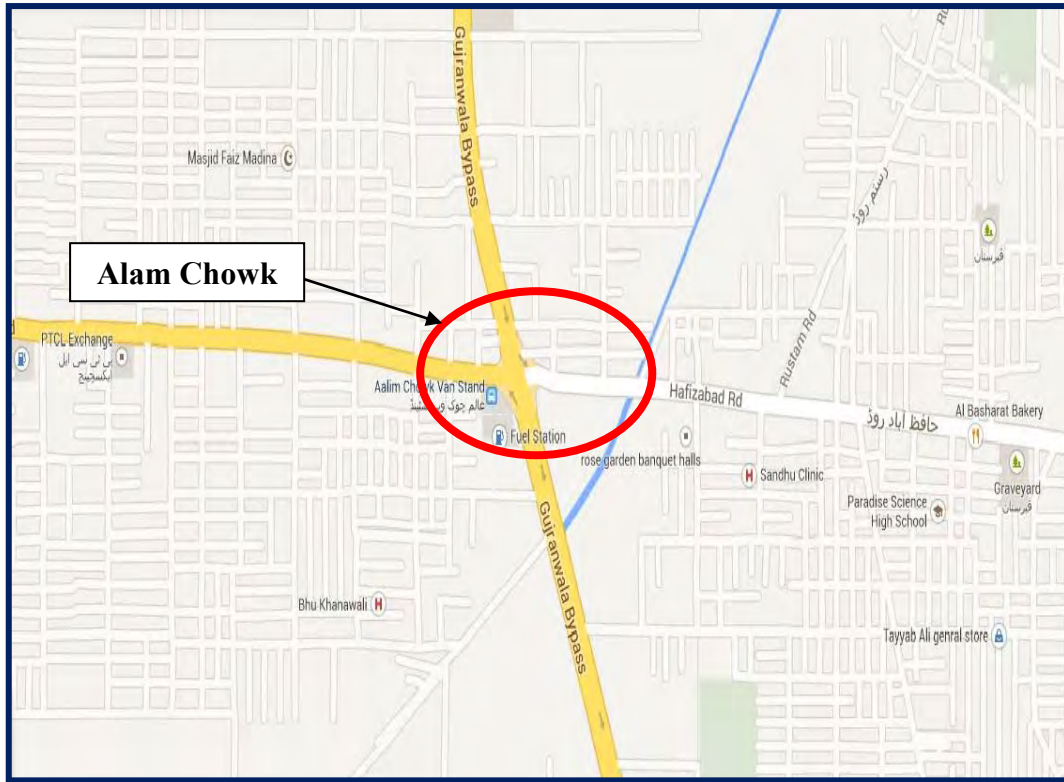 Gujranwala Bypass
Masjid Faiz Madina
رستم روڈ
قبرستان
Alam Chowk
PTCL Exchange
پی ٹی سی ایل
ایکسچینج
Aalim Chowk Van Stand
عالم چوک وین سٹینڈ
Fuel Station
Rustam Rd
Hafizabad Rd
حافظ آباد روڈ
Al Basharat Bakery
rose garden banquet halls
Sandhu Clinic
Graveyard
قبرستان
Paradise Science
High School
Gujranwala Bypass
Bhu Khanawali
Tayyab Ali genral store